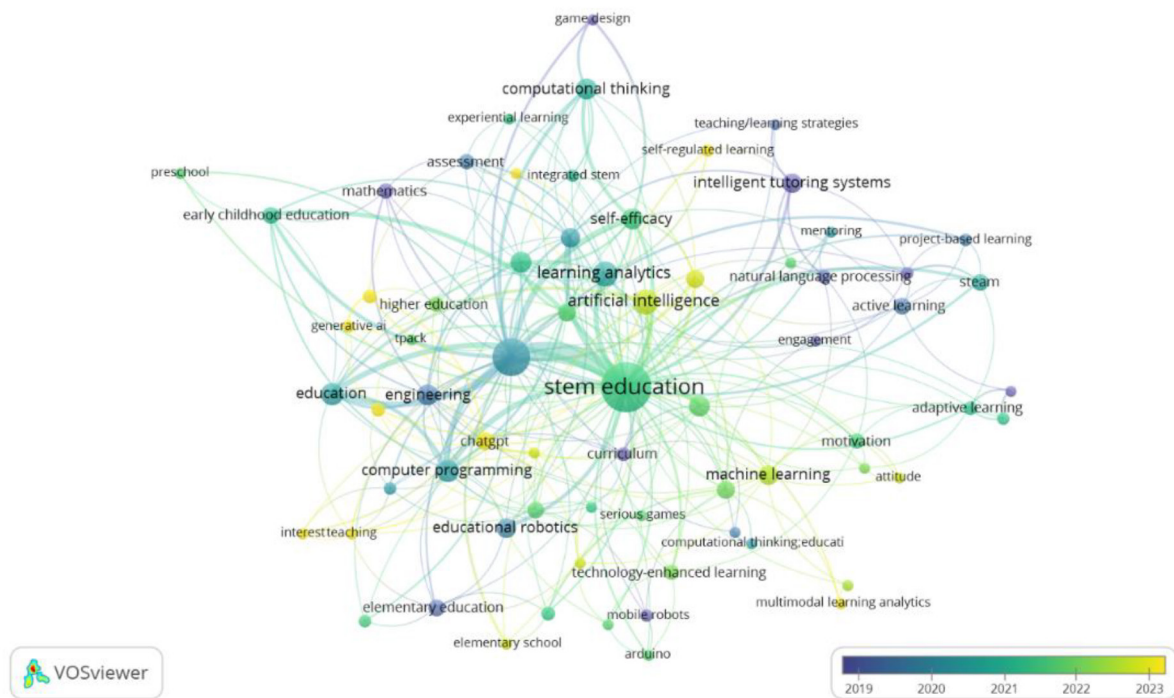 game design
computational thinking
experiential learning
teaching/learning strategies
self-regulated learning
assessment
preschool
integrated stem
intelligent tutoring systems
mathematics
early childhood education
self-efficacy
mentoring
project-based learning
learning analytics
natural language processing
steam
artificial intelligence
higher education
active learning
generative ai
tpack
engagement
stem education
education
engineering
adaptive learning
chatgpt
motivation
curriculum
computer programming
machine learning
attitude
serious games
educational robotics
interest
teaching
computational thinking;educati
technology-enhanced learning
multimodal learning analytics
elementary education
mobile robots
elementary school
arduino
VOSviewer
2019 2020 2021 2022 2023